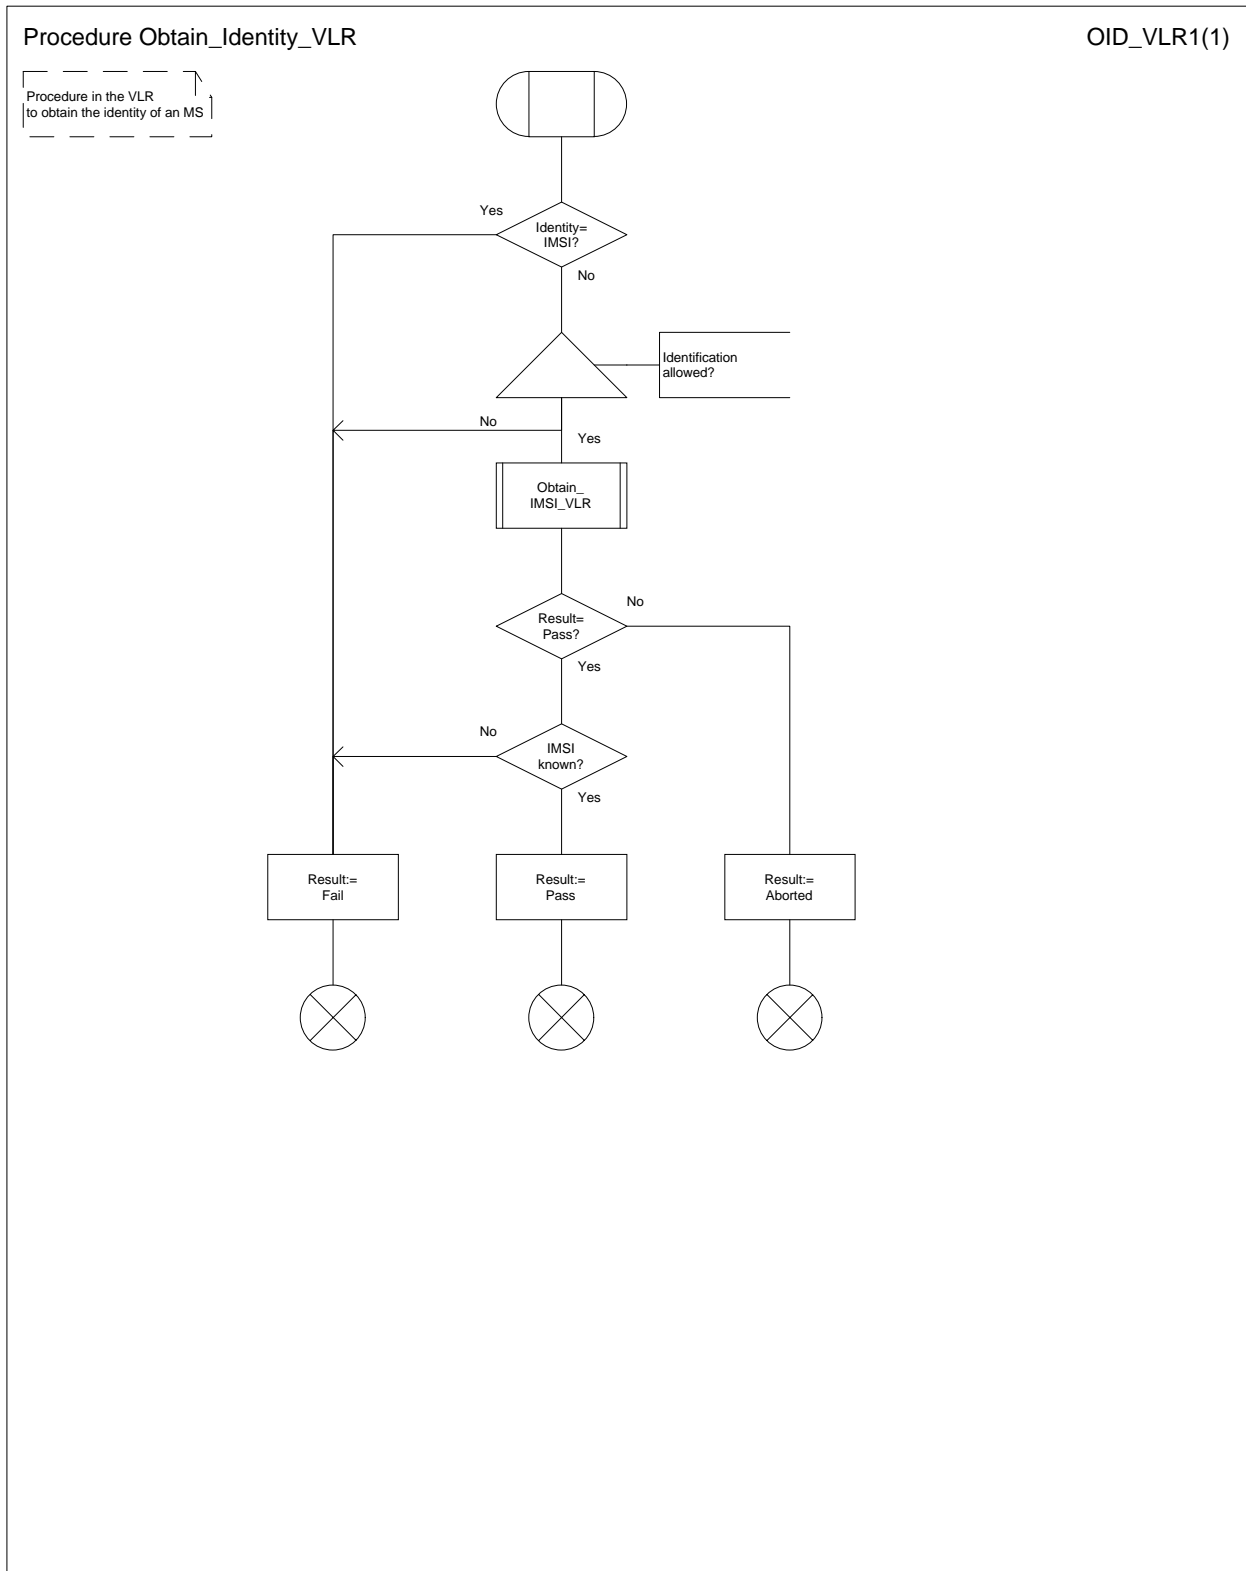 Procedure Obtain_Identity_VLR
OID_VLR1(1)
Procedure in the VLR
to obtain the identity of an MS
Yes
Identity=
IMSI?
No
Identification
allowed?
No
Yes
Obtain_
IMSI_VLR
No
Result=
Pass?
Yes
No
IMSI
known?
Yes
Result:=
Fail
Result:=
Pass
Result:=
Aborted